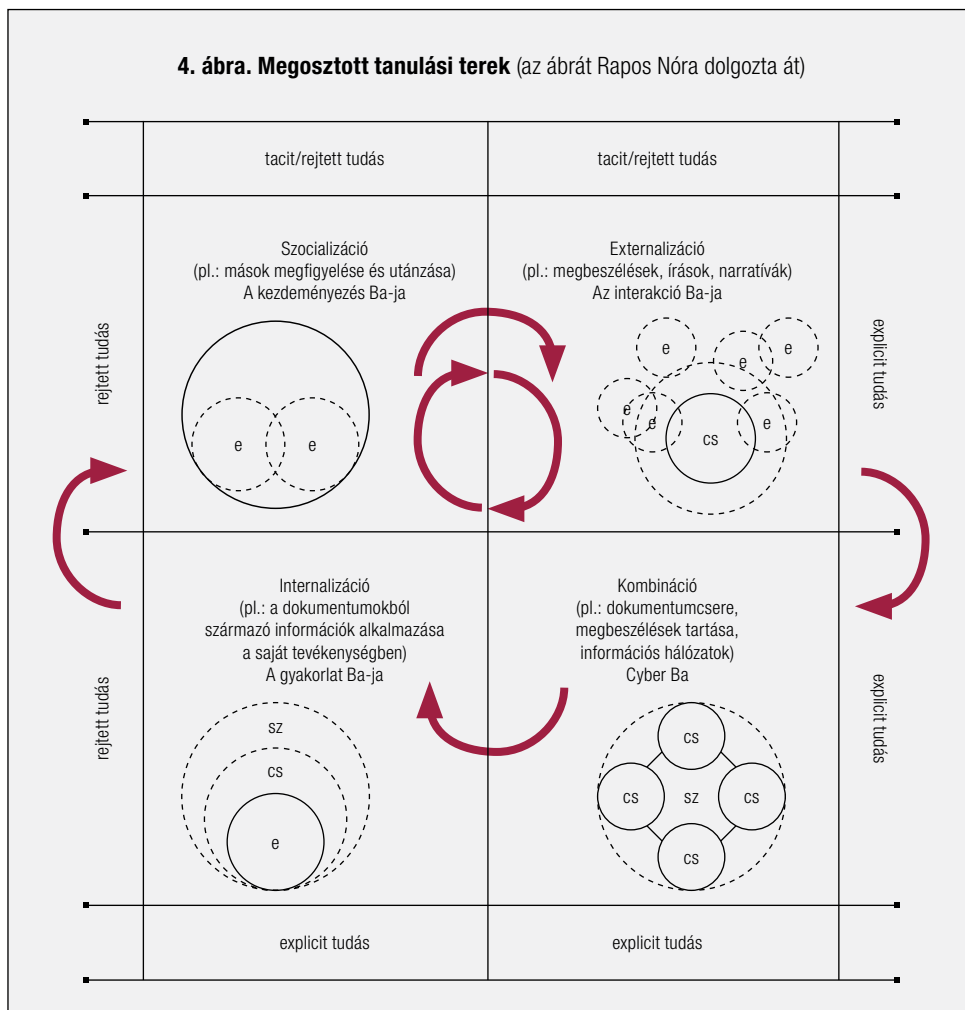 4. ábra. Megosztott tanulási terek (az ábrát Rapos Nóra dolgozta át)
tacit/rejtett tudás
tacit/rejtett tudás
rejtett tudás
Szocializáció
(pl.: mások megfigyelése és utánzása)
A kezdeményezés Ba-ja
e
e
Externalizáció
(pl.: megbeszélések, írások, narratívák)
Az interakció Ba-ja
e
e
e
e
e
e
cs
explicit tudás
rejtett tudás
Internalizáció
(pl.: a dokumentumokból
származó információk alkalmazása
a saját tevékenységben)
A gyakorlat Ba-ja
sz
cs
e
Kombináció
(pl.: dokumentumcsere,
megbeszélések tartása,
információs hálózatok)
Cyber Ba
cs
cs
sz
cs
cs
explicit tudás
explicit tudás
explicit tudás